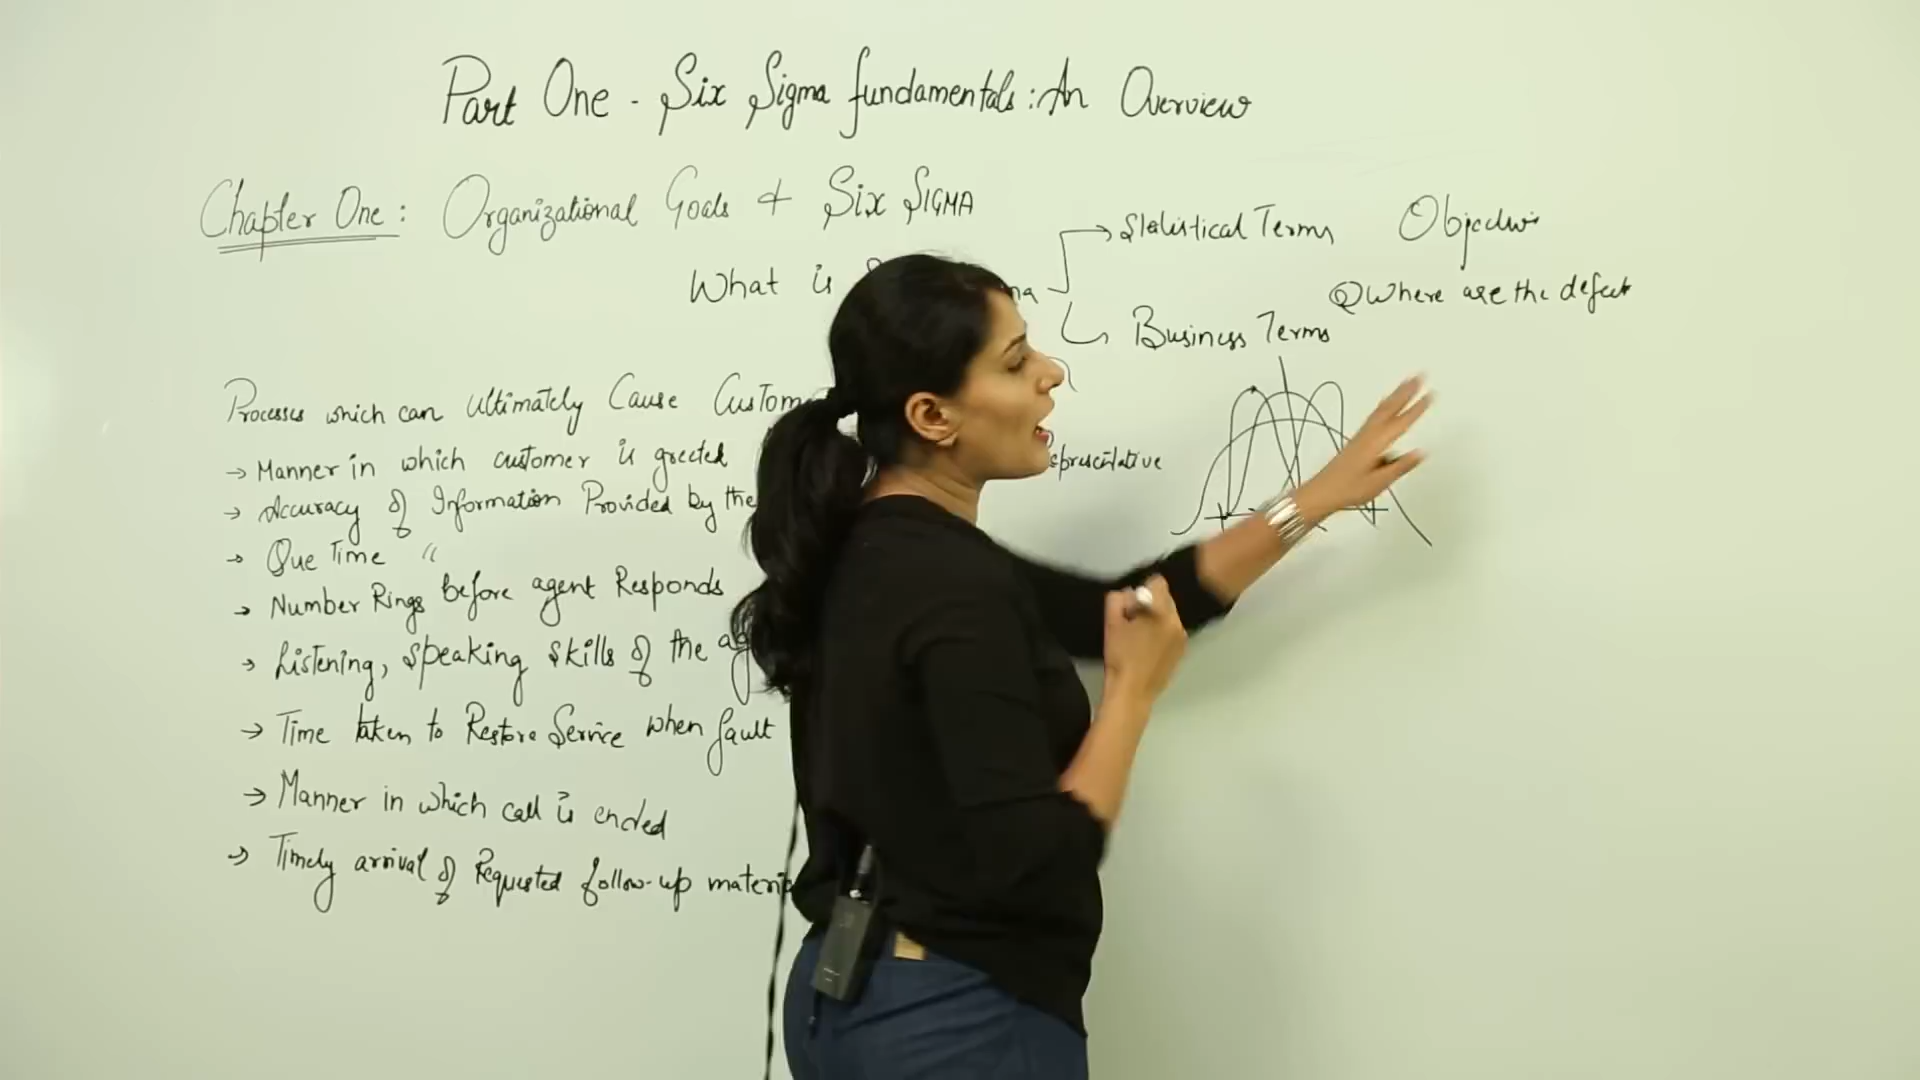 Part One - Six Sigma fundamentals: An Overview
Chapter One: Organizational Goals & Six SIGMA
What is
Statistical Terms
Business Terms
Objective
Where are the defect
Processes which can Ultimately Cause Custom
→ Manner in which customer is greeted
→ Accuracy of Information Provided by the
→ Que Time "
→ Number Rings before agent Responds
→ Listening, speaking skills of the ag
→ Time taken to Restore Service when fault
→ Manner in which call is ended
→ Timely arrival of Requested follow-up materi